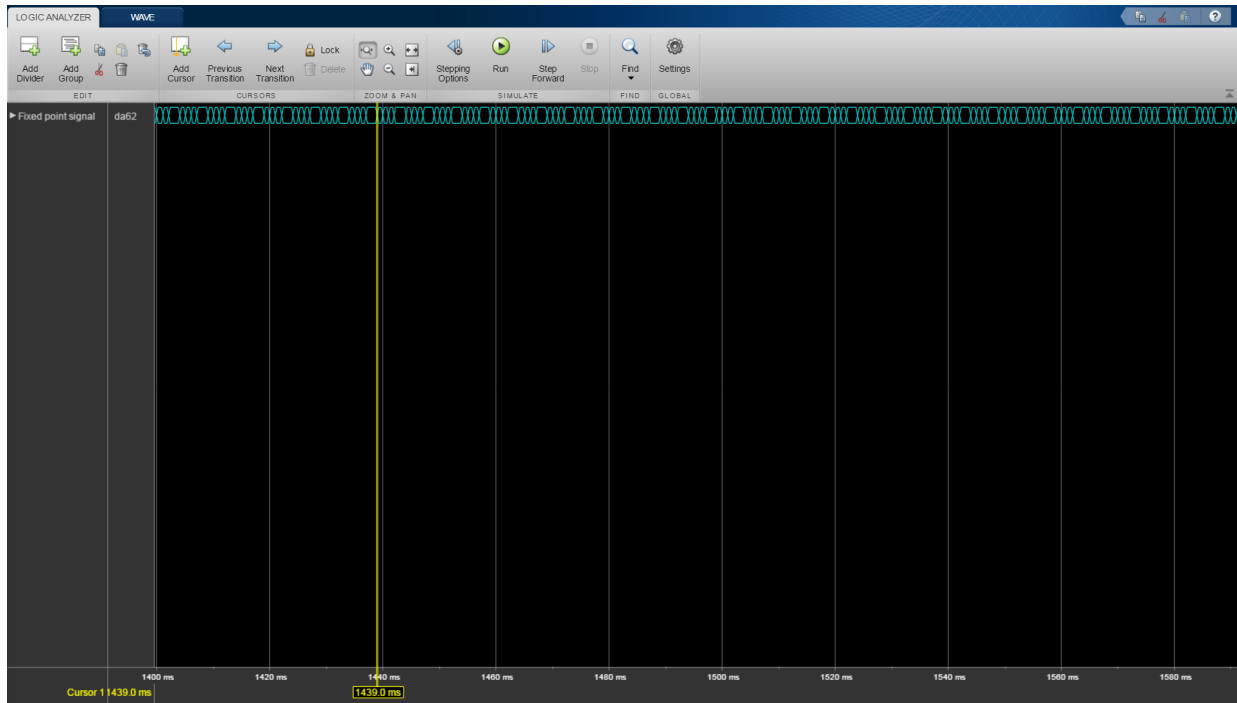 LOGIC ANALYZER
WAVE
?
Add Divider
Add Group
Add Cursor
Previous Transition
Next Transition
Lock
Delete
Stepping Options
Run
Step Forward
Stop
Find
Settings
EDIT
CURSORS
ZOOM & PAN
SIMULATE
FIND
GLOBAL
Fixed point signal da62
1400 ms 1420 ms 1440 ms 1460 ms 1480 ms 1500 ms 1520 ms 1540 ms 1560 ms 1580 ms
Cursor 1 1439.0 ms 1439.0 ms